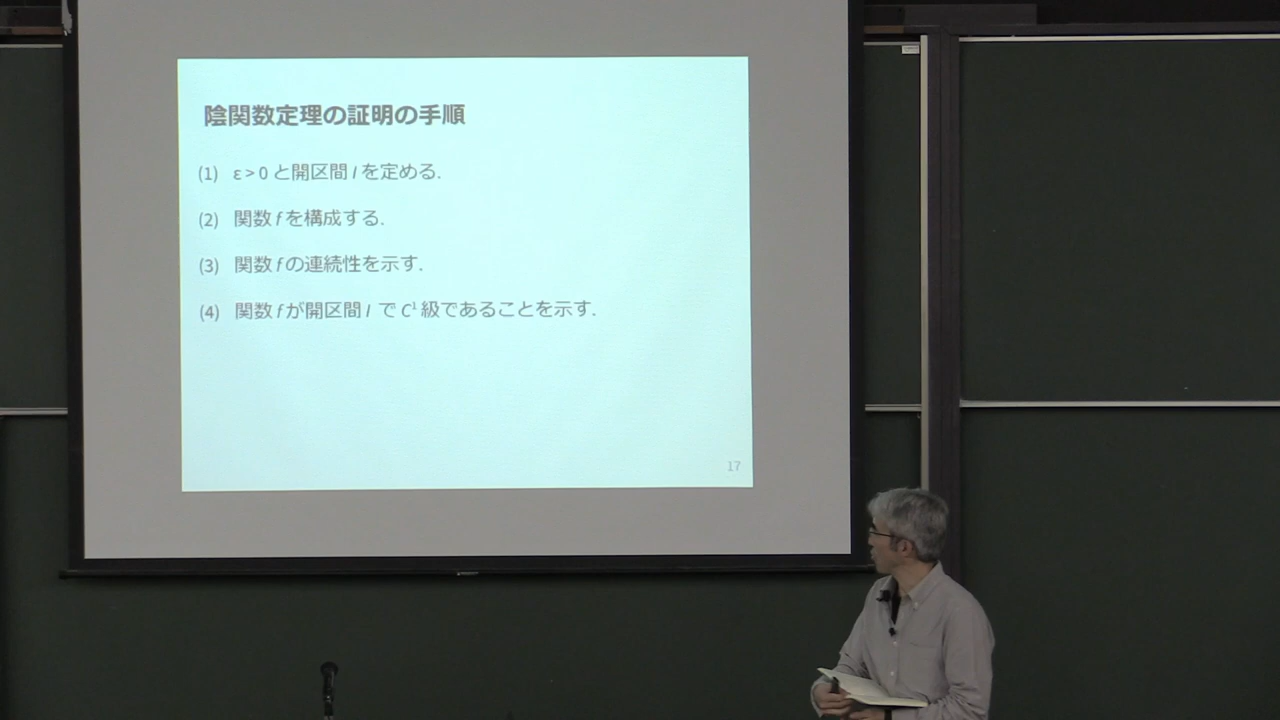 陰関数定理の証明の手順
(1) ε > 0 と開区間 I を定める.
(2) 関数 f を構成する.
(3) 関数 f の連続性を示す.
(4) 関数 f が開区間 I で C¹ 級であることを示す.
17